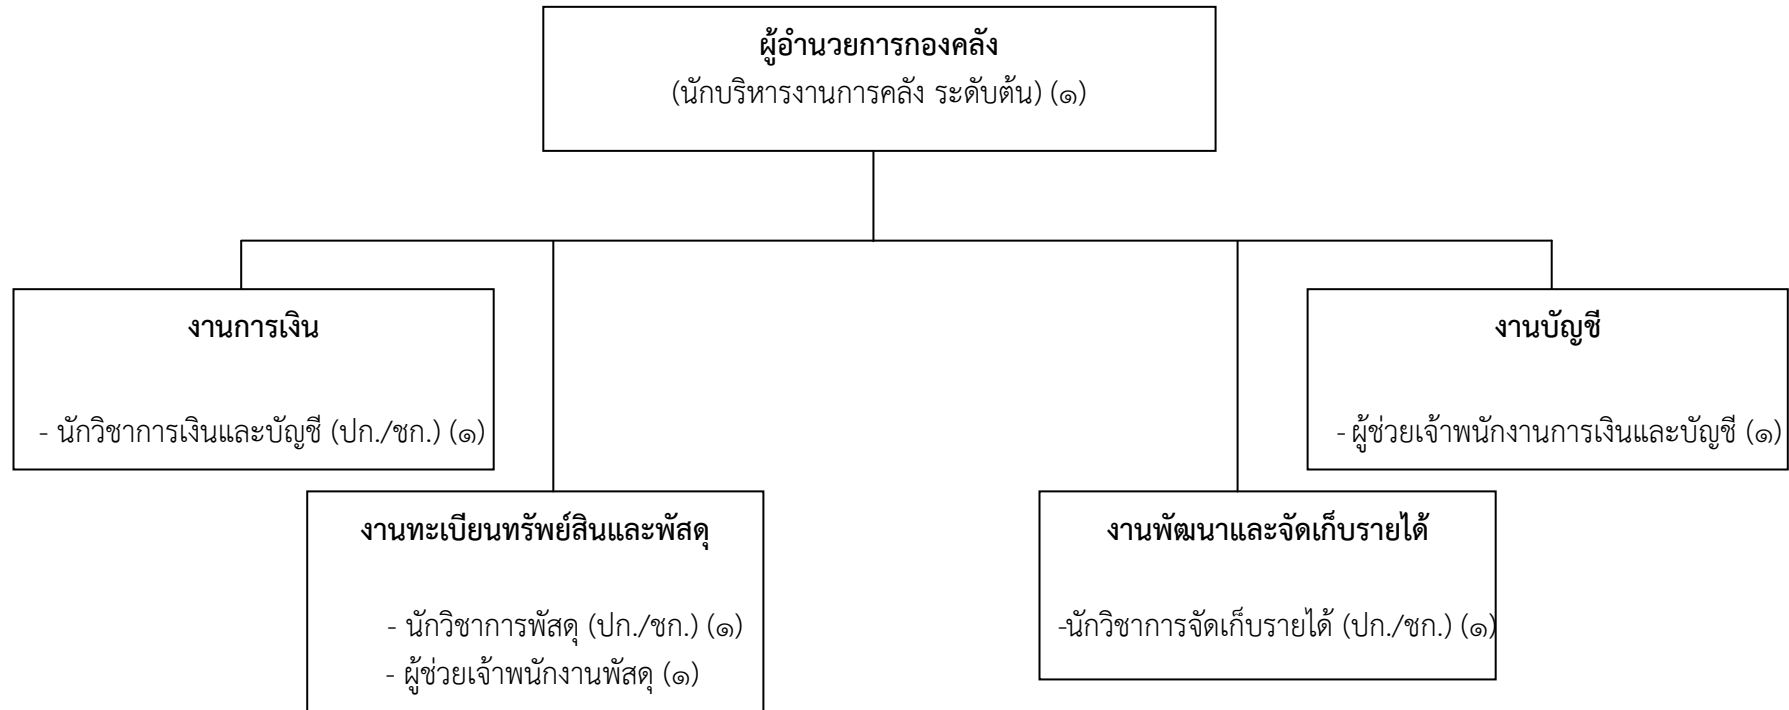 ผู้อำนวยการกองคลัง
(นักบริหารงานการคลัง ระดับต้น) (๑)
งานการเงิน
- นักวิชาการเงินและบัญชี (ปก./ชก.) (๑)
งานบัญชี
- ผู้ช่วยเจ้าพนักงานการเงินและบัญชี (๑)
งานทะเบียนทรัพย์สินและพัสดุ
- นักวิชาการพัสดุ (ปก./ชก.) (๑)
- ผู้ช่วยเจ้าพนักงานพัสดุ (๑)
งานพัฒนาและจัดเก็บรายได้
-นักวิชาการจัดเก็บรายได้ (ปก./ชก.) (๑)